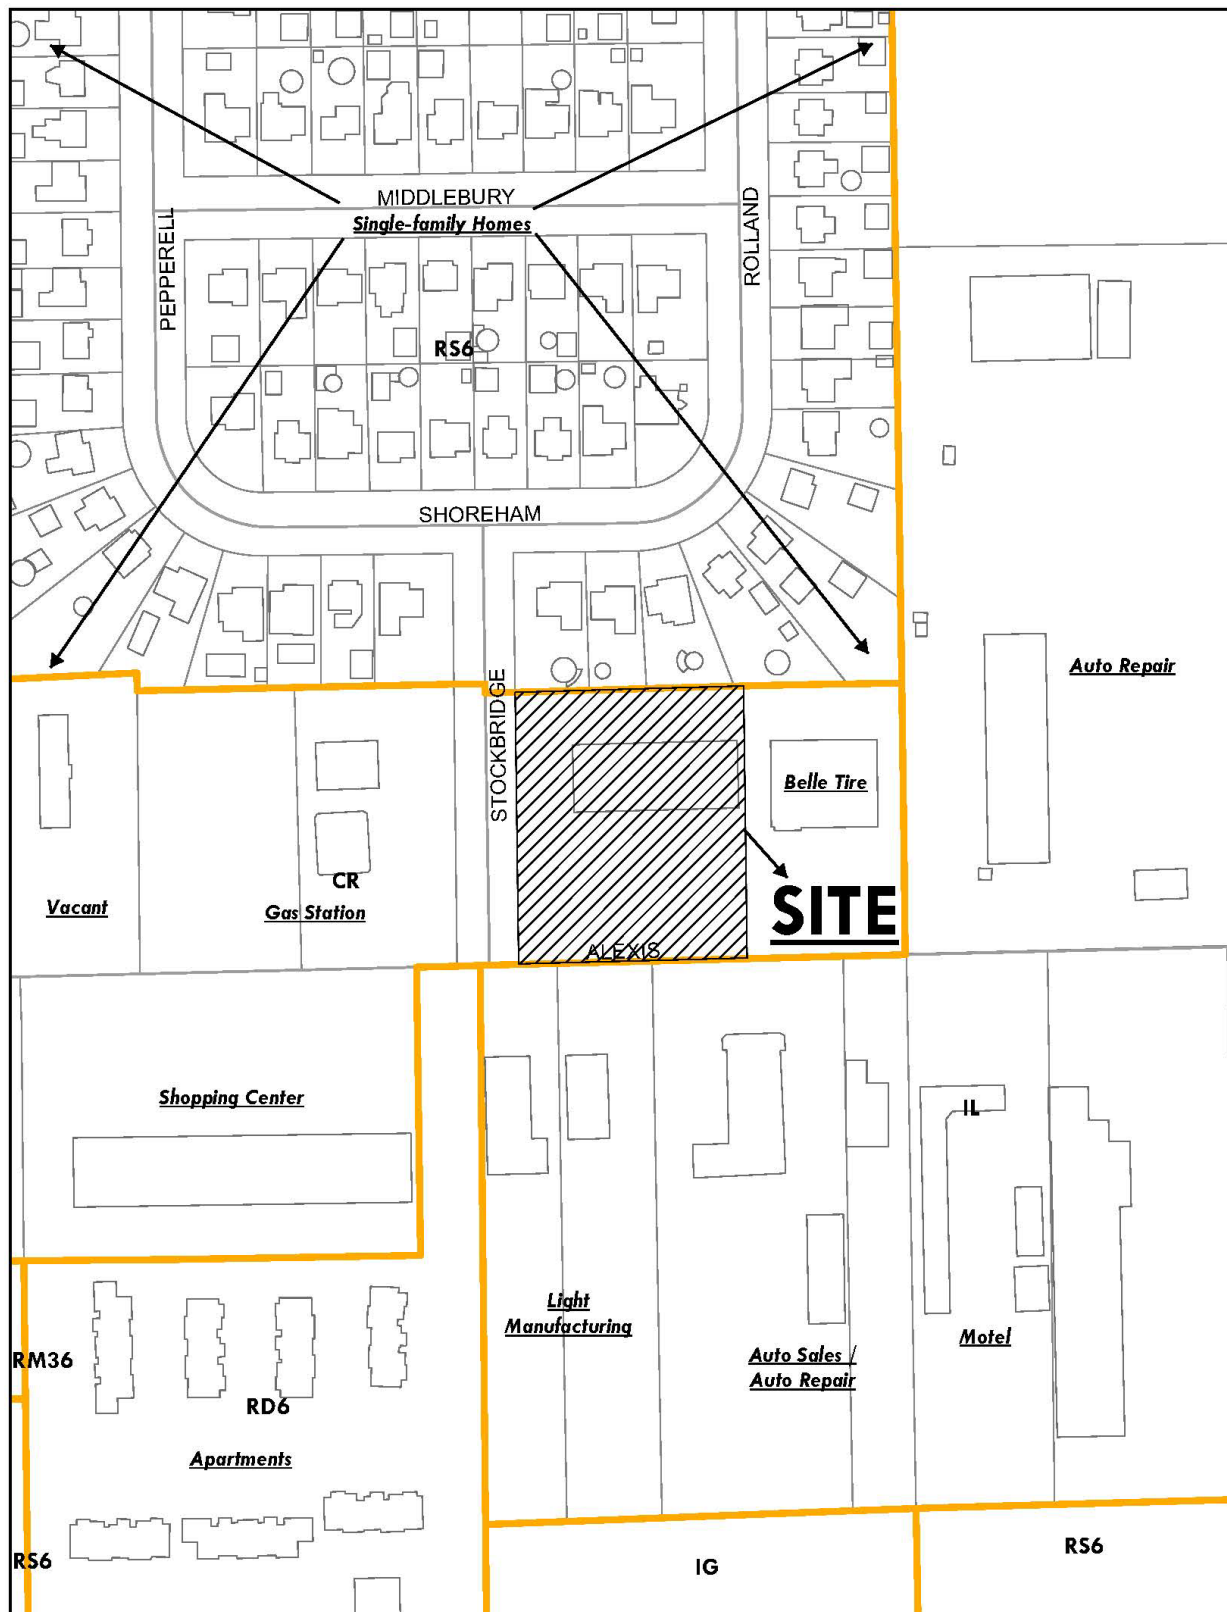 MIDDLEBURY
Single-family Homes
PEPPERELL
ROLLAND
RS6
SHOREHAM
Auto Repair
STOCKBRIDGE
Belle Tire
CR
Vacant
Gas Station
SITE
ALEXIS
Shopping Center
IL
Light
Manufacturing
Motel
Auto Sales /
Auto Repair
RM36
RD6
Apartments
RS6
IG
RS6